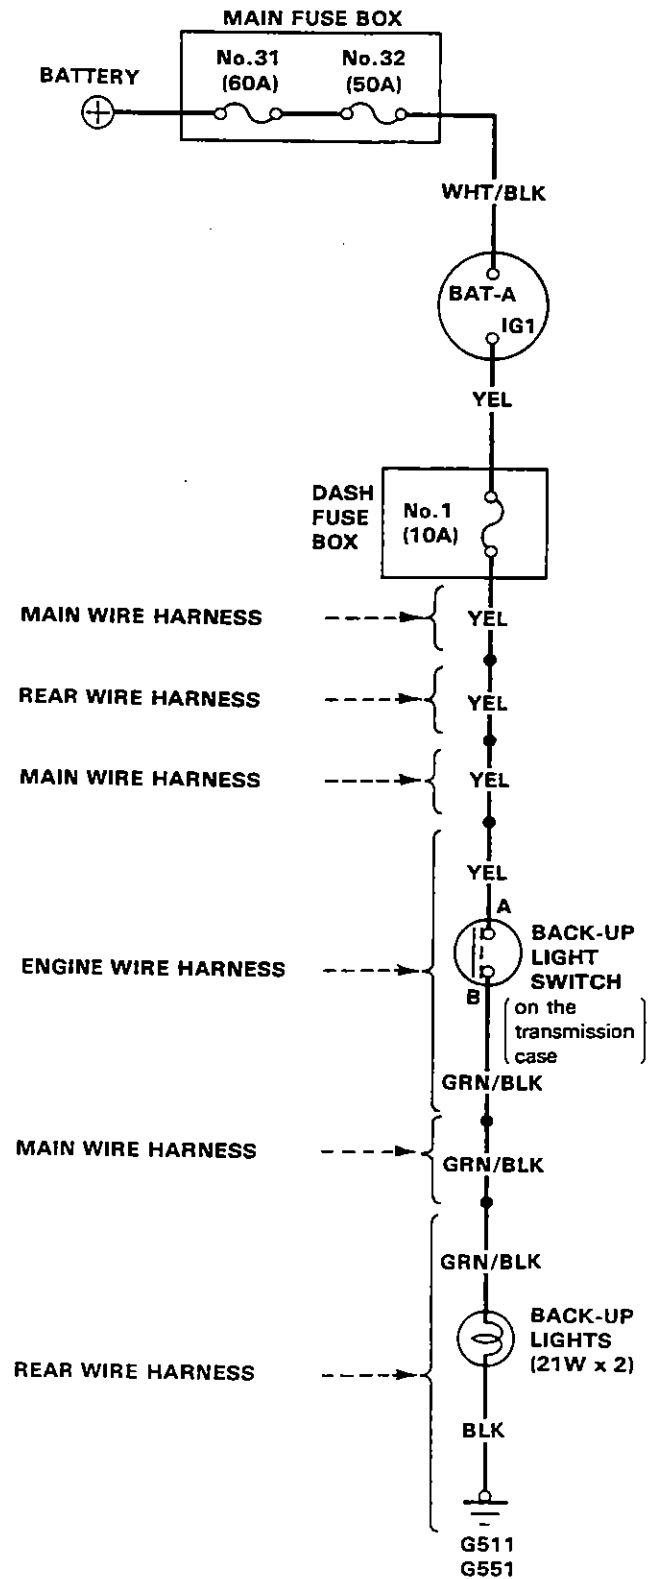 MAIN FUSE BOX
No.31
(60A)
No.32
(50A)
BATTERY
WHT/BLK
BAT-A
IG1
YEL
DASH
FUSE
BOX
No.1
(10A)
MAIN WIRE HARNESS
YEL
REAR WIRE HARNESS
YEL
MAIN WIRE HARNESS
YEL
YEL
A
BACK-UP
LIGHT
SWITCH
ENGINE WIRE HARNESS
B
on the
transmission
case
GRN/BLK
MAIN WIRE HARNESS
GRN/BLK
GRN/BLK
BACK-UP
LIGHTS
(21W x 2)
REAR WIRE HARNESS
BLK
G511
G551